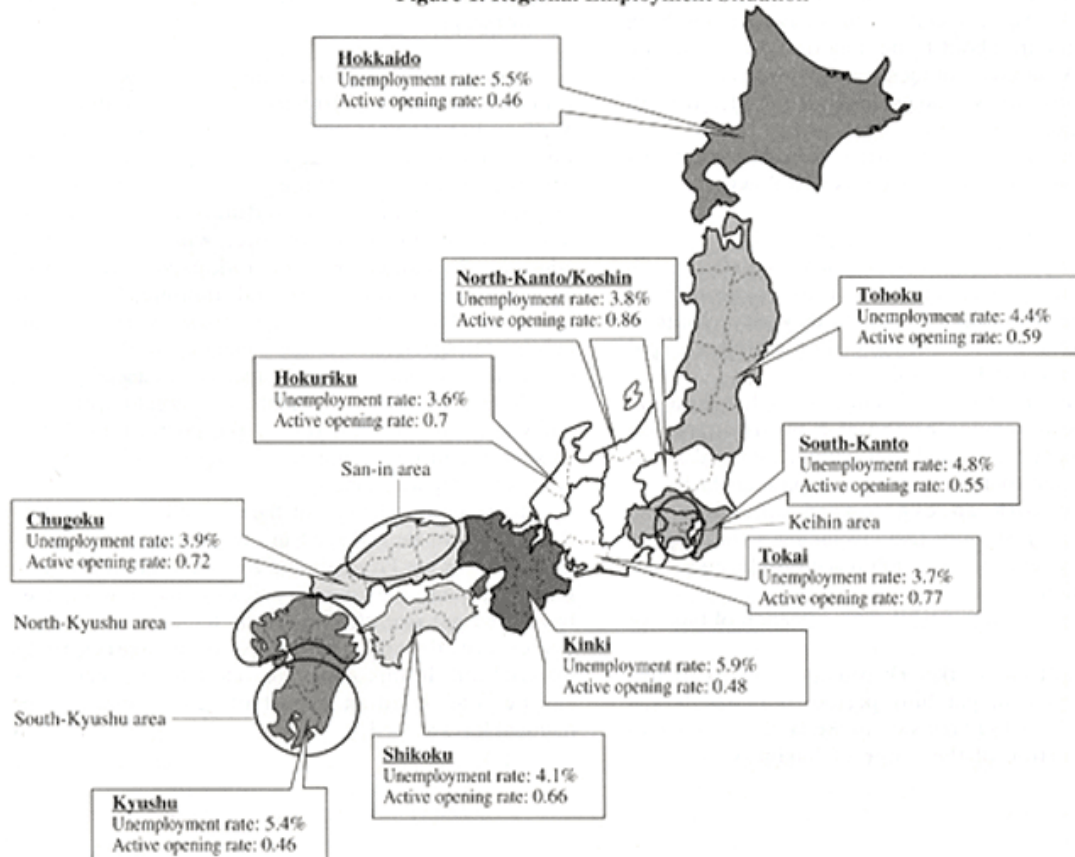 Hokkaido
Unemployment rate: 5.5%
Active opening rate: 0.46
North-Kanto/Koshin
Unemployment rate: 3.8%
Active opening rate: 0.86
Tohoku
Unemployment rate: 4.4%
Active opening rate: 0.59
Hokuriku
Unemployment rate: 3.6%
Active opening rate: 0.7
South-Kanto
Unemployment rate: 4.8%
Active opening rate: 0.55
San-in area
Keihin area
Chugoku
Unemployment rate: 3.9%
Active opening rate: 0.72
Tokai
Unemployment rate: 3.7%
Active opening rate: 0.77
North-Kyushu area
Kinki
Unemployment rate: 5.9%
Active opening rate: 0.48
South-Kyushu area
Shikoku
Unemployment rate: 4.1%
Active opening rate: 0.66
Kyushu
Unemployment rate: 5.4%
Active opening rate: 0.46